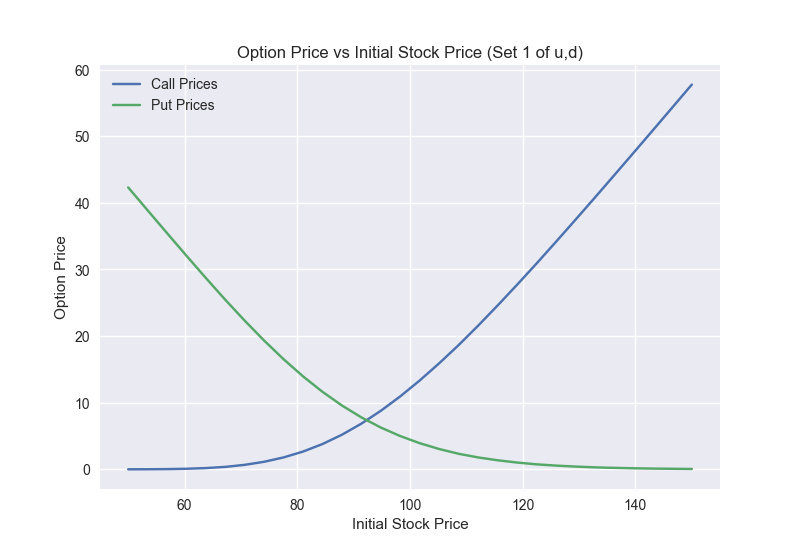 Option Price vs Initial Stock Price (Set 1 of u,d)
Call Prices
Put Prices
Option Price
60
50
40
30
20
10
0
60 80 100 120 140
Initial Stock Price